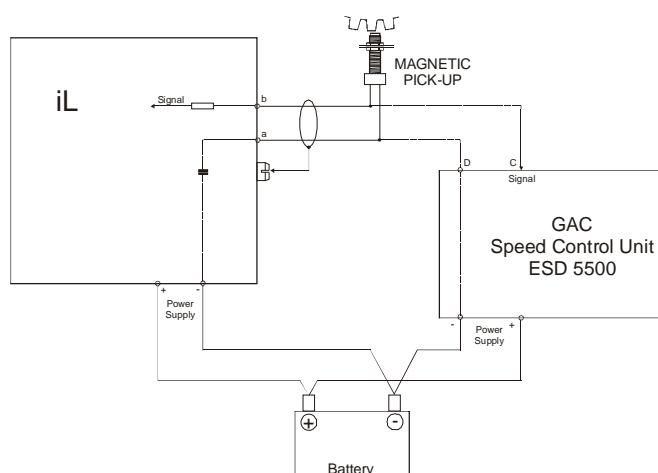 iL
Signal
b
a
MAGNETIC
PICK-UP
D
C
Signal
GAC
Speed Control Unit
ESD 5500
+
-
Power
Supply
-
+
Power
Supply
+
-
Battery